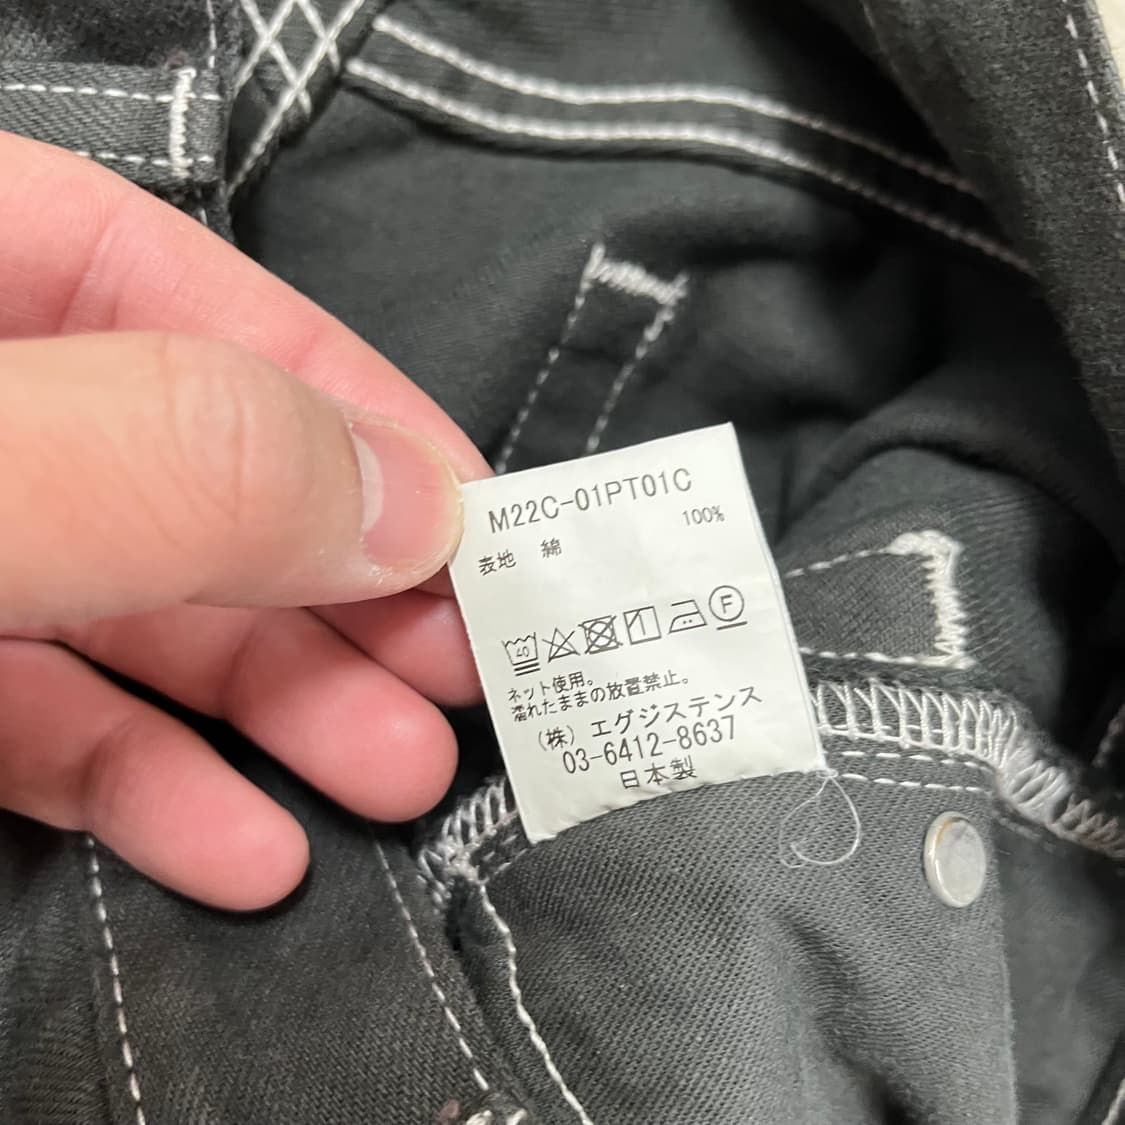 M22C-01PT01C
表地 綿 100%
40 F
ネット使用。
濡れたままの放置禁止。
(株) エグジステンス
03-6412-8637
日本製